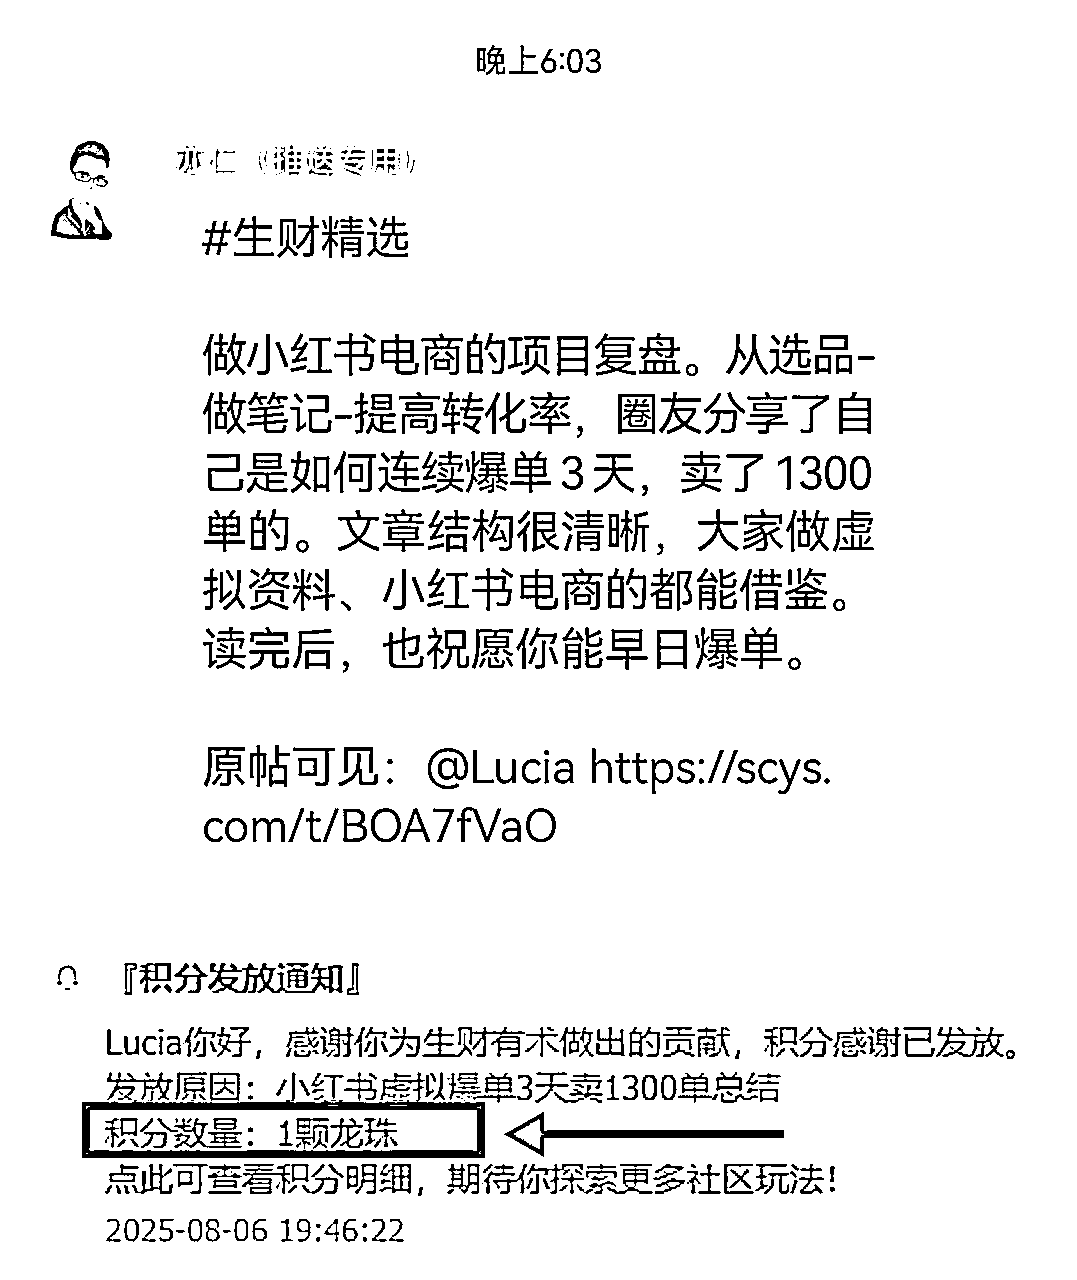 晚上6:03
亦仁（推送专用）
#生财精选
做小红书电商的项目复盘。从选品-
做笔记-提高转化率，圈友分享了自
己是如何连续爆单3天，卖了1300
单的。文章结构很清晰，大家做虚
拟资料、小红书电商的都能借鉴。
读完后，也祝愿你能早日爆单。
原帖可见：@Lucia https://scys.
com/t/BOA7fVaO
『积分发放通知』
Lucia你好，感谢你为生财有术做出的贡献，积分感谢已发放。
发放原因：小红书虚拟爆单3天卖1300单总结
积分数量：1颗龙珠
点此可查看积分明细，期待你探索更多社区玩法！
2025-08-06 19:46:22